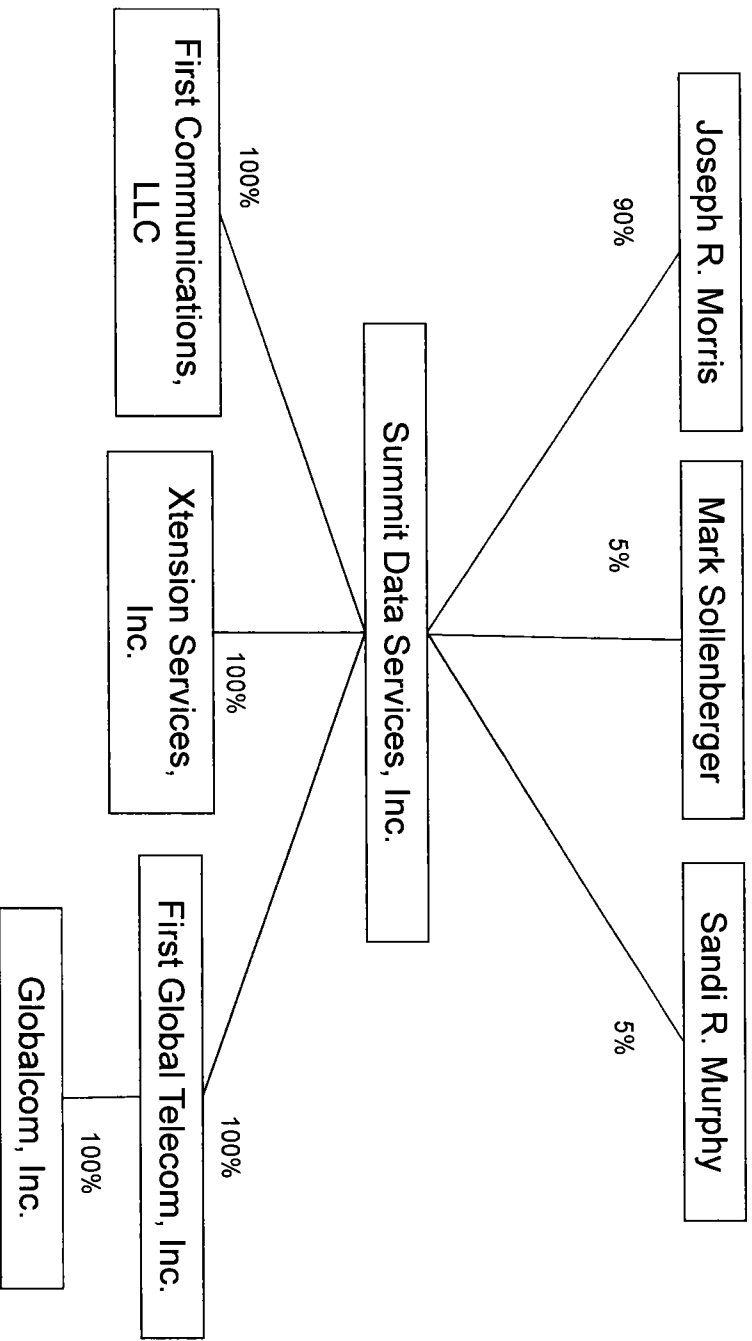 Joseph R. Morris
Mark Sollenberger
Sandi R. Murphy
90%
5%
5%
Summit Data Services, Inc.
100%
100%
100%
First Communications,
LLC
Xtension Services,
Inc.
First Global Telecom, Inc.
100%
Globalcom, Inc.